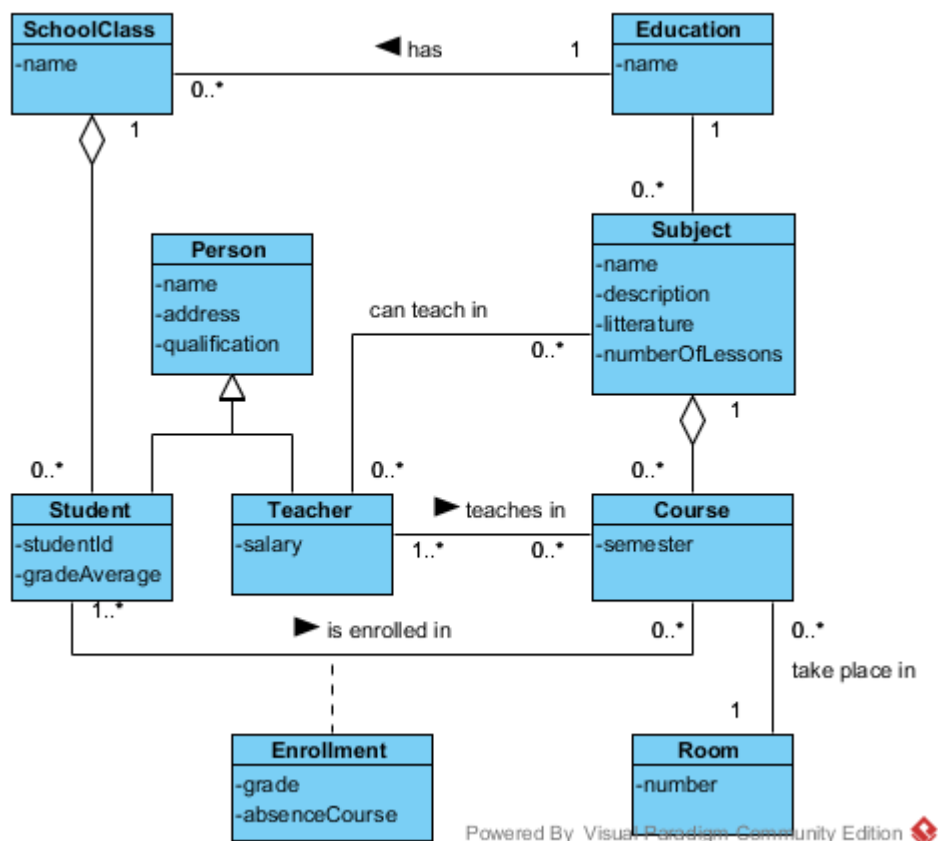 SchoolClass
-name
has
1
0..*
Education
-name
1
1
0..*
Subject
-name
-description
-litterature
-numberOfLessons
Person
-name
-address
-qualification
can teach in
0..*
1
0..*
0..*
0..*
Student
-studentId
-gradeAverage
Teacher
-salary
teaches in
1..*
0..*
Course
-semester
1..*
is enrolled in
0..*
0..*
take place in
1
Enrollment
-grade
-absenceCourse
Room
-number
Powered By Visual Paradigm Community Edition